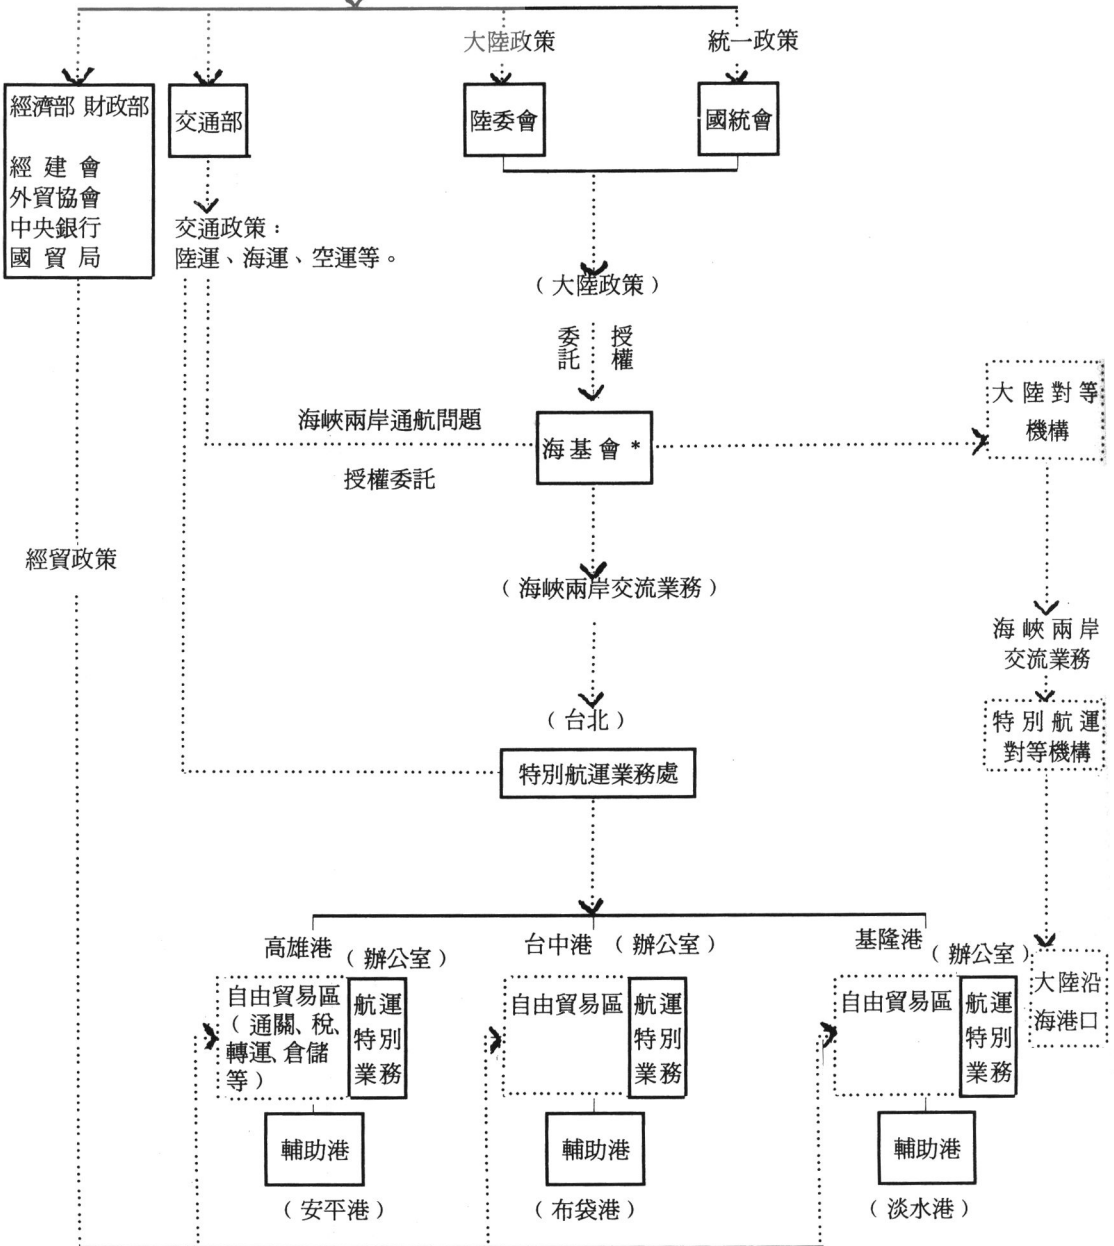 大陸政策
統一政策
經濟部 財政部
經建會
外貿協會
中央銀行
國貿局
交通部
陸委會
國統會
交通政策：
陸運、海運、空運等。
（大陸政策）
委託
授權
海峽兩岸通航問題
授權委託
海基會 *
大陸對等
機構
經貿政策
（海峽兩岸交流業務）
海峽兩岸
交流業務
（台北）
特別航運業務處
特別航運
對等機構
高雄港
（辦公室）
台中港
（辦公室）
基隆港
（辦公室）
自由貿易區
（通關、稅、
轉運、倉儲
等）
航運
特別
業務
自由貿易區
航運
特別
業務
自由貿易區
航運
特別
業務
大陸沿
海港口
輔助港
（安平港）
輔助港
（布袋港）
輔助港
（淡水港）